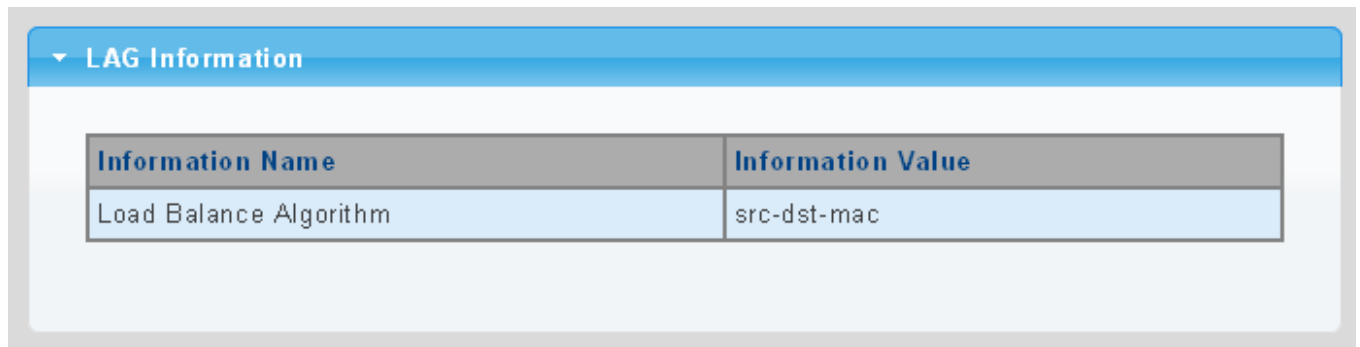 LAG Information
Information Name Information Value
Load Balance Algorithm src-dst-mac